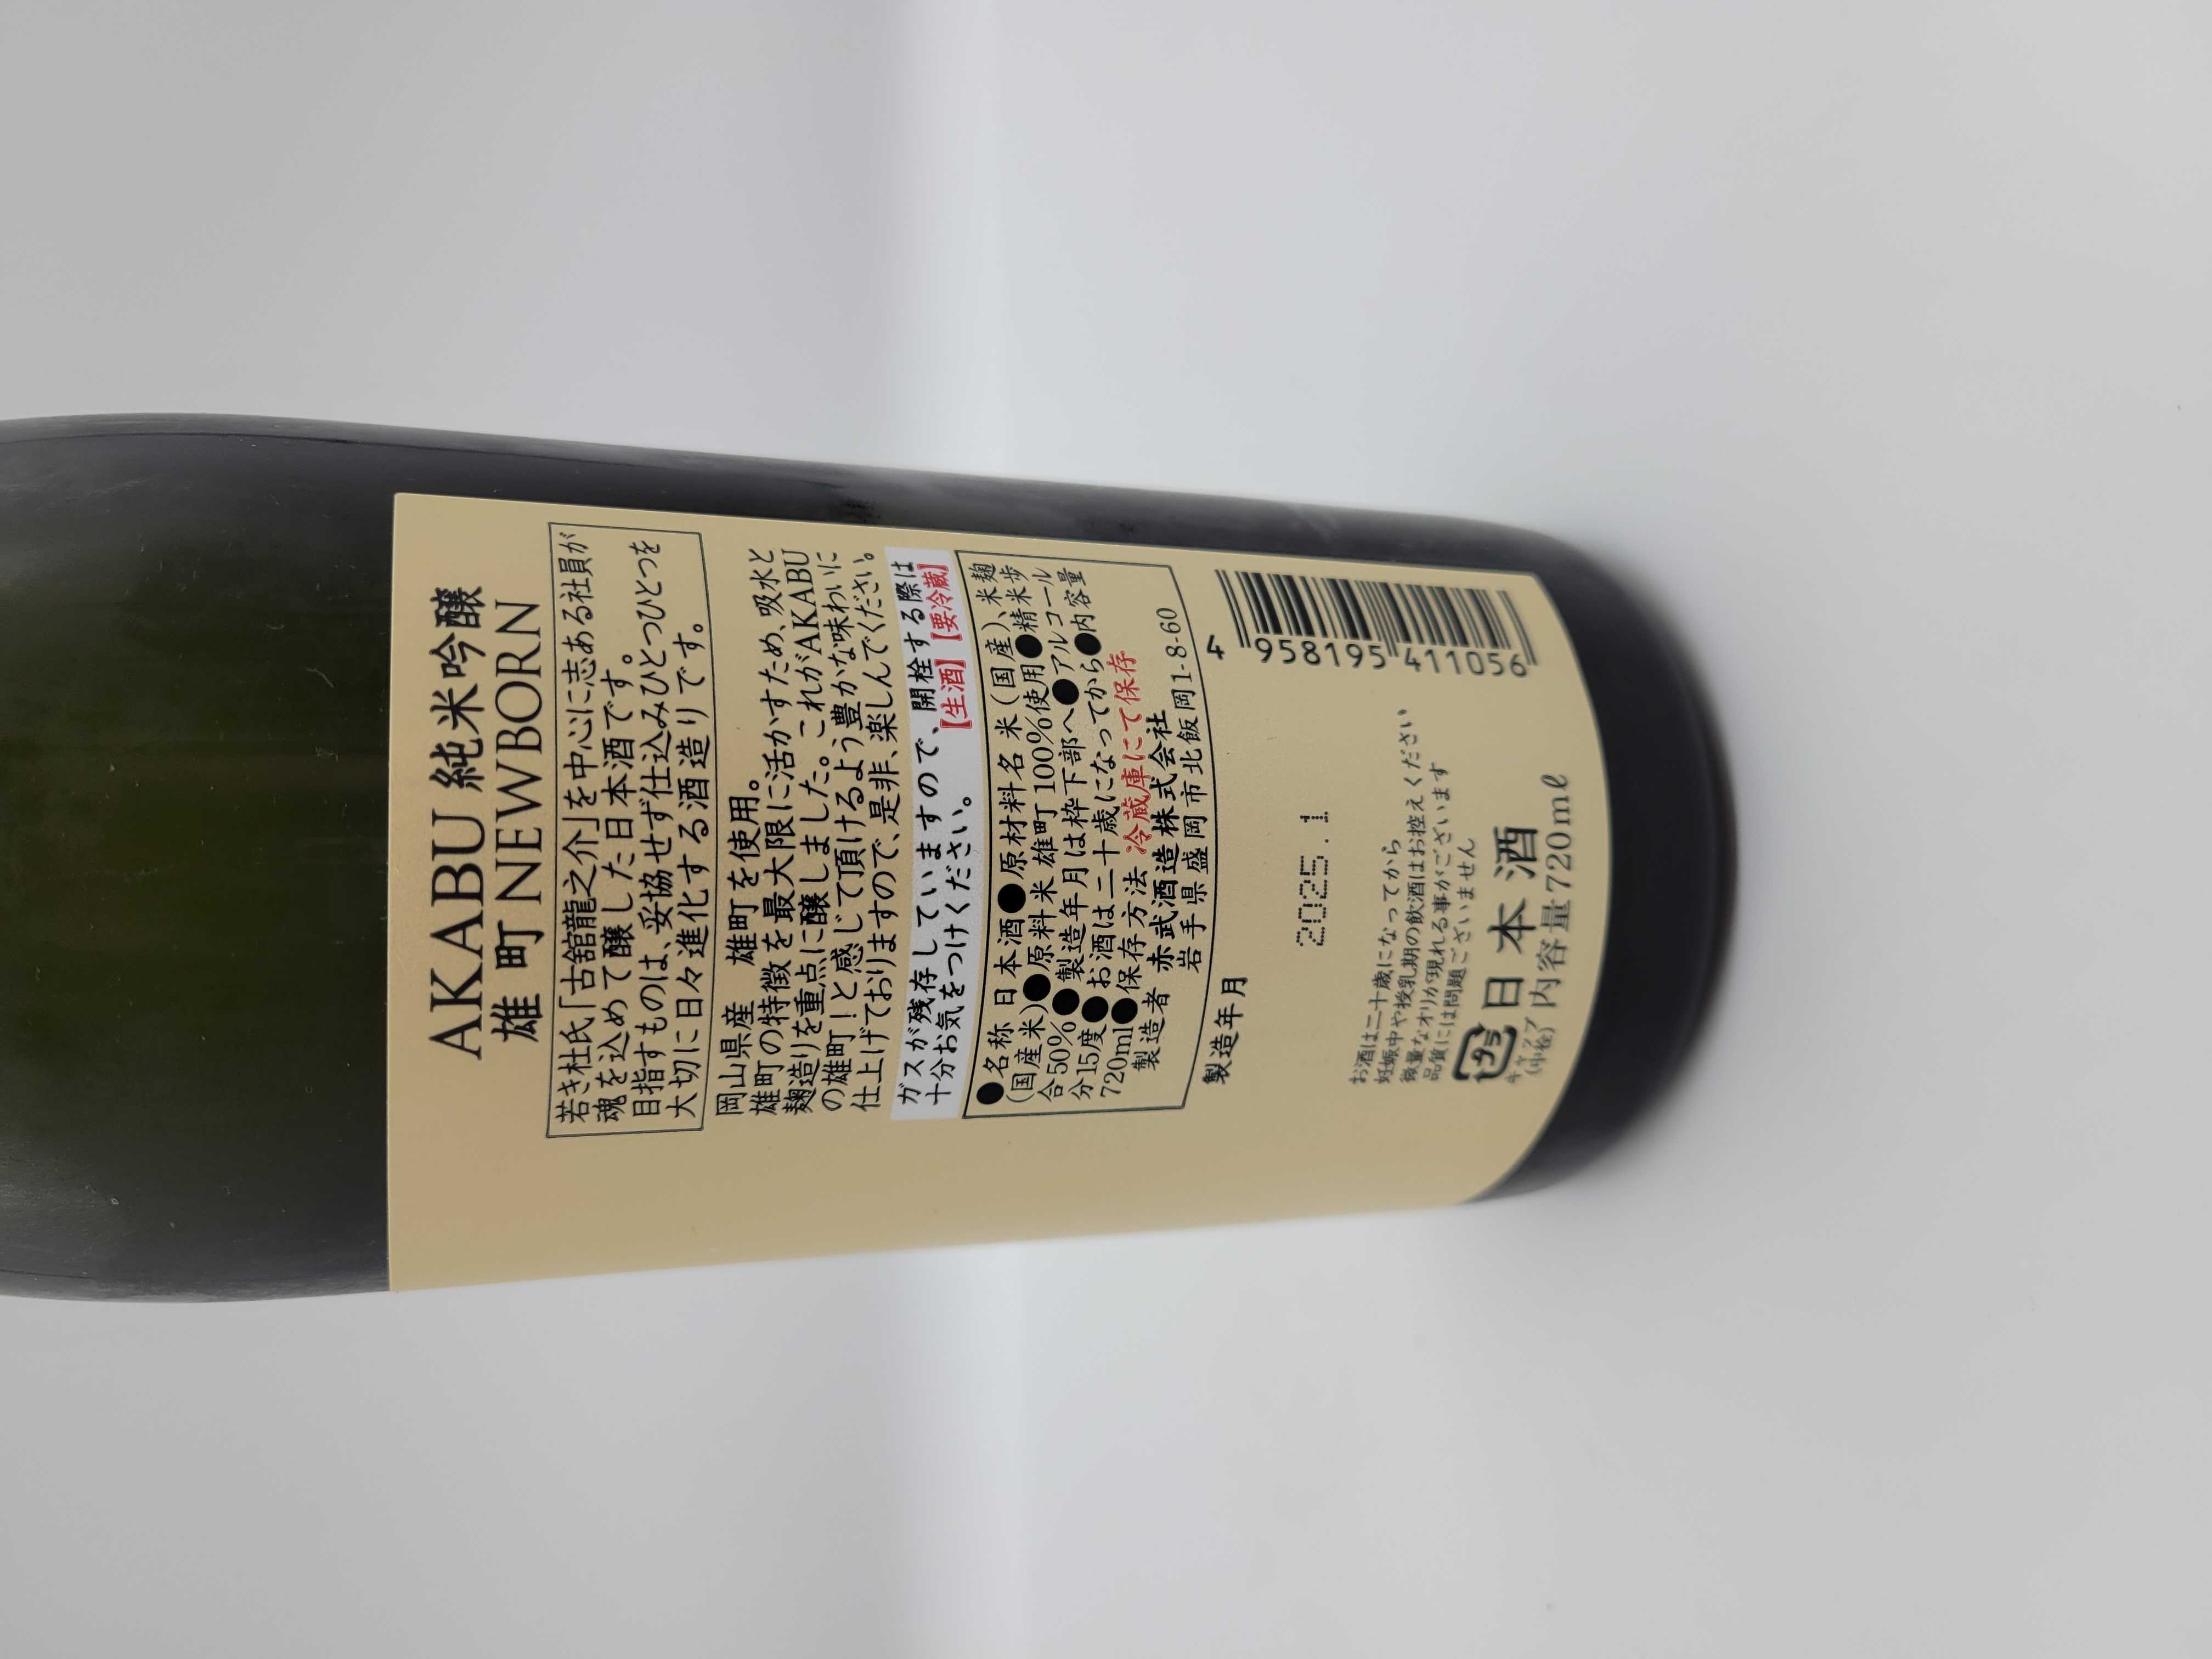 AKABU 純米吟醸
雄町 NEWBORN
若き杜氏「古舘龍之介」を中心に志ある社員が
魂を込めて醸した日本酒です。
目指すものは、妥協せず仕込みひとつひとつを
大切に日々進化する酒造りです。
岡山県産 雄町を使用。
雄町の特徴を最大限に活かすため、吸水と
麹造りを重点に醸しました。これがAKABU
の雄町!と感じて頂けるよう豊かな味わいに
仕上げておりますので、是非、楽しんでください。
ガスが残存していますので、開栓する際は
十分お気をつけください。【生酒】【要冷蔵】
●名称 日本酒●原材料名 米(国産)、米麹
(国産米)●原料米 雄町100%使用●精米歩
合50%●製造年月は枠下部へ●アルコール
分15度●お酒は二十歳になってから●内容量
720ml●保存方法 冷蔵庫にて保存
製造者 赤武酒造株式会社
岩手県盛岡市北飯岡1-8-60
製造年月
2025.1
4 958195 411056
お酒は二十歳になってから
妊娠中や授乳期の飲酒はお控えください
微量なオリが現れる事がございます
品質には問題ございません
プラ
キャップ
(中栓)
日本酒
内容量720mℓ